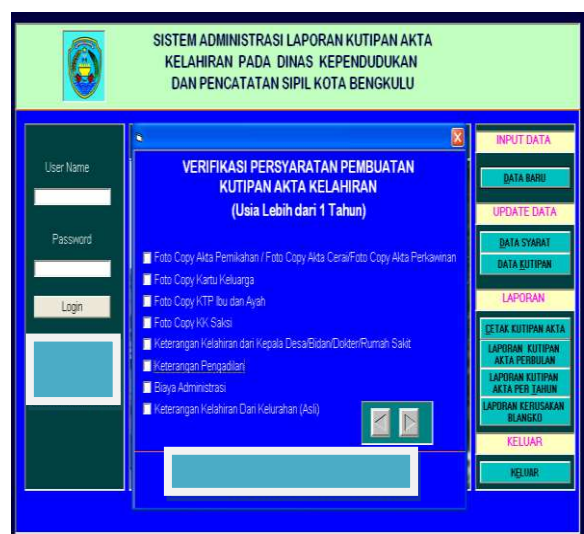 SISTEM ADMINISTRASI LAPORAN KUTIPAN AKTA
KELAHIRAN PADA DINAS KEPENDUDUKAN
DAN PENCATATAN SIPIL KOTA BENGKULU
User Name
Password
Login
VERIFIKASI PERSYARATAN PEMBUATAN
KUTIPAN AKTA KELAHIRAN
(Usia Lebih dari 1 Tahun)
Foto Copy Akta Pernikahan / Foto Copy Akta Cerai/Foto Copy Akta Perkawinan
Foto Copy Kartu Keluarga
Foto Copy KTP Ibu dan Ayah
Foto Copy KK Saksi
Keterangan Kelahiran dari Kepala Desa/Bidan/Dokter/Rumah Sakit
Keterangan Pengadilan
Biaya Administrasi
Keterangan Kelahiran Dari Kelurahan (Asli)
INPUT DATA
DATA BARU
UPDATE DATA
DATA SYARAT
DATA KUTIPAN
LAPORAN
CETAK KUTIPAN AKTA
LAPORAN KUTIPAN
AKTA PERBULAN
LAPORAN KUTIPAN
AKTA PER TAHUN
LAPORAN KERUSAKAN
BLANGKO
KELUAR
KELUAR